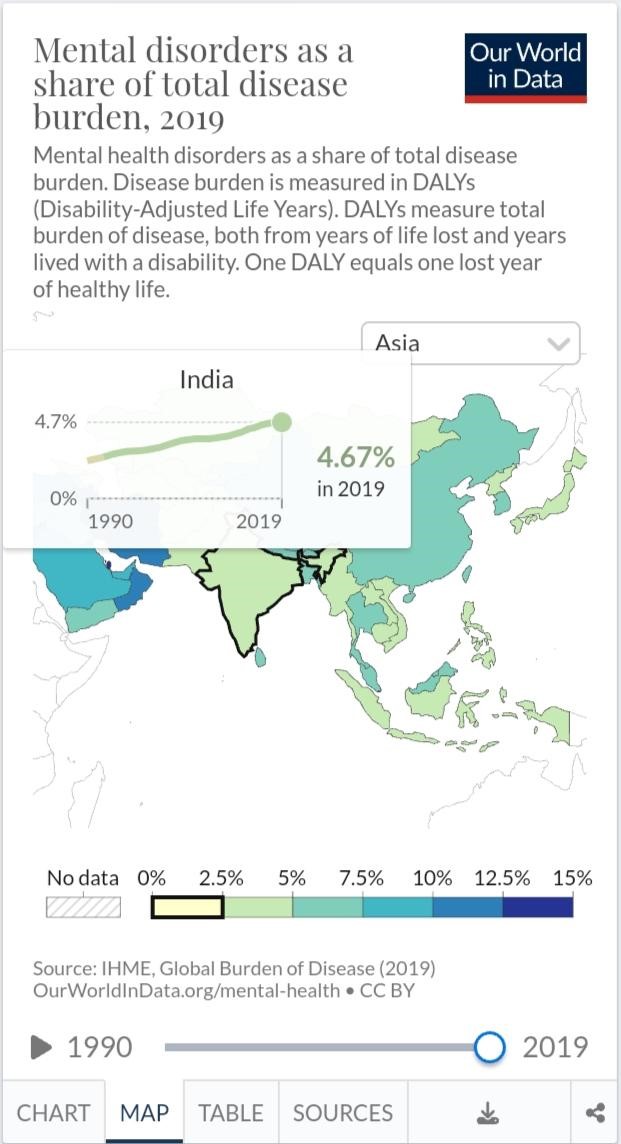 Mental disorders as a
share of total disease
burden, 2019
Our World
in Data
Mental health disorders as a share of total disease
burden. Disease burden is measured in DALYs
(Disability-Adjusted Life Years). DALYs measure total
burden of disease, both from years of life lost and years
lived with a disability. One DALY equals one lost year
of healthy life.
Asia
India
4.7%
4.67%
in 2019
0%
1990 2019
No data 0% 2.5% 5% 7.5% 10% 12.5% 15%
Source: IHME, Global Burden of Disease (2019)
OurWorldInData.org/mental-health • CC BY
1990 2019
CHART MAP TABLE SOURCES